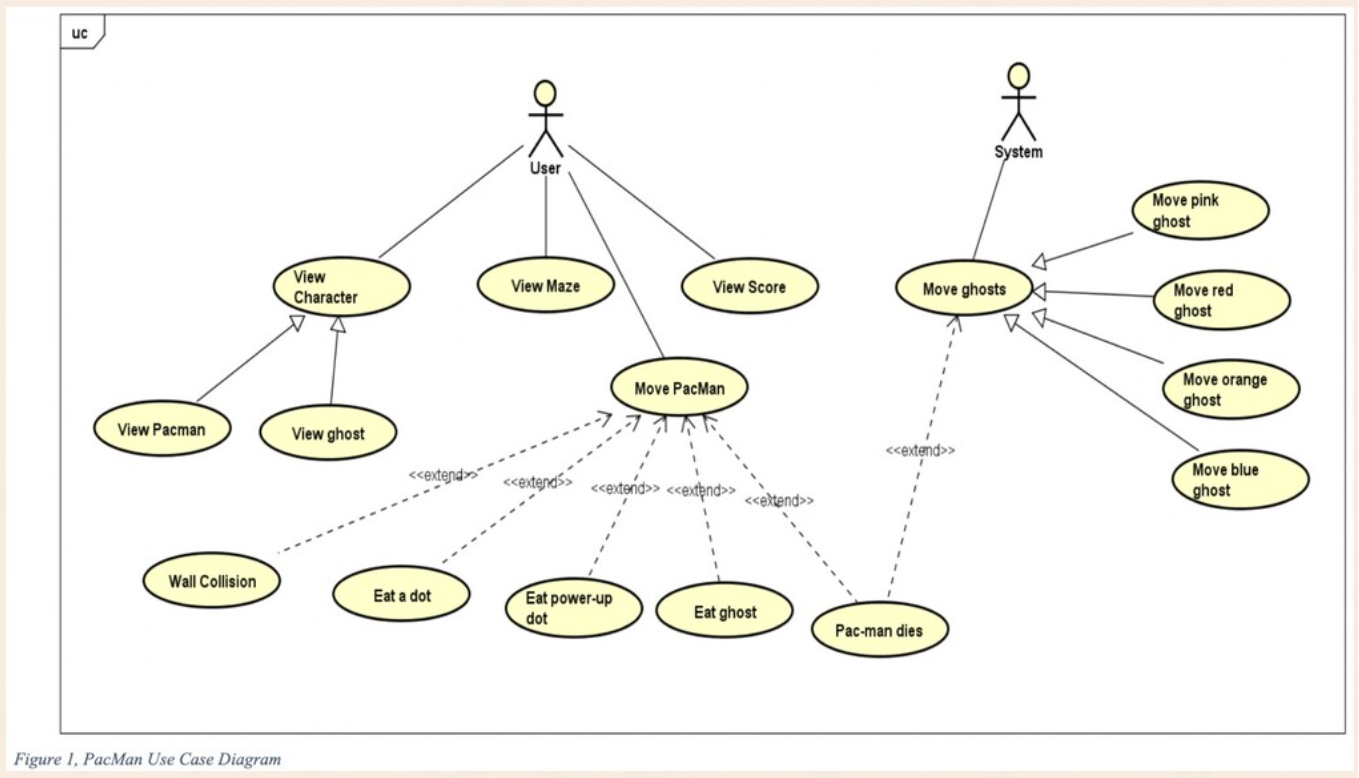 uc
User
System
Move pink
ghost
View
Character
View Maze
View Score
Move ghosts
Move red
ghost
Move PacMan
Move orange
ghost
View Pacman
View ghost
<<extend>>
<<extend>>
<<extend>>
<<extend>>
<<extend>>
<<extend>>
Move blue
ghost
Wall Collision
Eat a dot
Eat power-up
dot
Eat ghost
Pac-man dies
Figure 1, PacMan Use Case Diagram